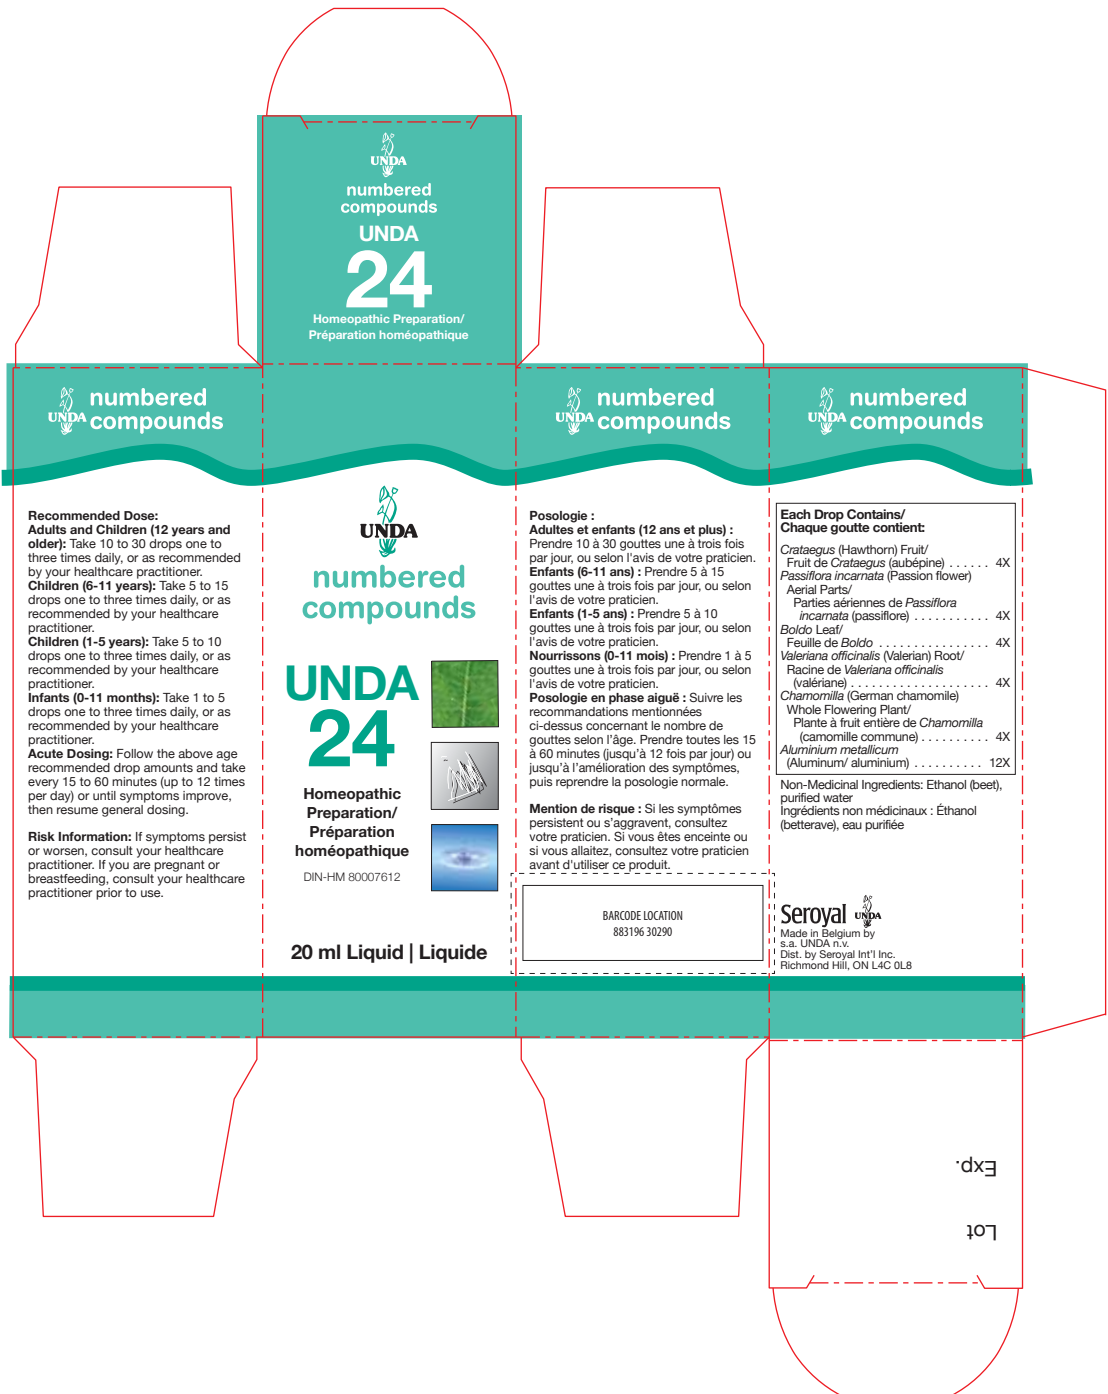 UNDA
numbered
compounds
UNDA
24
Homeopathic Preparation/
Préparation homéopathique
UNDA
numbered
compounds
Recommended Dose:
Adults and Children (12 years and
older): Take 10 to 30 drops one to
three times daily, or as recommended
by your healthcare practitioner.
Children (6-11 years): Take 5 to 15
drops one to three times daily, or as
recommended by your healthcare
practitioner.
Children (1-5 years): Take 5 to 10
drops one to three times daily, or as
recommended by your healthcare
practitioner.
Infants (0-11 months): Take 1 to 5
drops one to three times daily, or as
recommended by your healthcare
practitioner.
Acute Dosing: Follow the above age
recommended drop amounts and take
every 15 to 60 minutes (up to 12 times
per day) or until symptoms improve,
then resume general dosing.
Risk Information: If symptoms persist
or worsen, consult your healthcare
practitioner. If you are pregnant or
breastfeeding, consult your healthcare
practitioner prior to use.
UNDA
numbered
compounds
UNDA
24
Homeopathic
Preparation/
Préparation
homéopathique
DIN-HM 80007612
20 ml Liquid | Liquide
UNDA
numbered
compounds
Posologie :
Adultes et enfants (12 ans et plus) :
Prendre 10 à 30 gouttes une à trois fois
par jour, ou selon l'avis de votre praticien.
Enfants (6-11 ans) : Prendre 5 à 15
gouttes une à trois fois par jour, ou selon
l'avis de votre praticien.
Enfants (1-5 ans) : Prendre 5 à 10
gouttes une à trois fois par jour, ou selon
l'avis de votre praticien.
Nourrissons (0-11 mois) : Prendre 1 à 5
gouttes une à trois fois par jour, ou selon
l'avis de votre praticien.
Posologie en phase aiguë : Suivre les
recommandations mentionnées
ci-dessus concernant le nombre de
gouttes selon l'âge. Prendre toutes les 15
à 60 minutes (jusqu'à 12 fois par jour) ou
jusqu'à l'amélioration des symptômes,
puis reprendre la posologie normale.
Mention de risque : Si les symptômes
persistent ou s'aggravent, consultez
votre praticien. Si vous êtes enceinte ou
si vous allaitez, consultez votre praticien
avant d'utiliser ce produit.
BARCODE LOCATION
883196 30290
UNDA
numbered
compounds
Each Drop Contains/
Chaque goutte contient:
Crataegus (Hawthorn) Fruit/
Fruit de Crataegus (aubépine) . . . . . . 4X
Passiflora incarnata (Passion flower)
Aerial Parts/
Parties aériennes de Passiflora
incarnata (passiflore) . . . . . . . . . . . 4X
Boldo Leaf/
Feuille de Boldo . . . . . . . . . . . . . . . . 4X
Valeriana officinalis (Valerian) Root/
Racine de Valeriana officinalis
(valériane) . . . . . . . . . . . . . . . . . . . . 4X
Chamomilla (German chamomile)
Whole Flowering Plant/
Plante à fruit entière de Chamomilla
(camomille commune) . . . . . . . . . . 4X
Aluminium metallicum
(Aluminum/ aluminium) . . . . . . . . . . 12X
Non-Medicinal Ingredients: Ethanol (beet),
purified water
Ingrédients non médicinaux : Éthanol
(betterave), eau purifiée
Seroyal UNDA
Made in Belgium by
s.a. UNDA n.v.
Dist. by Seroyal Int'l Inc.
Richmond Hill, ON L4C 0L8
Exp.
Lot